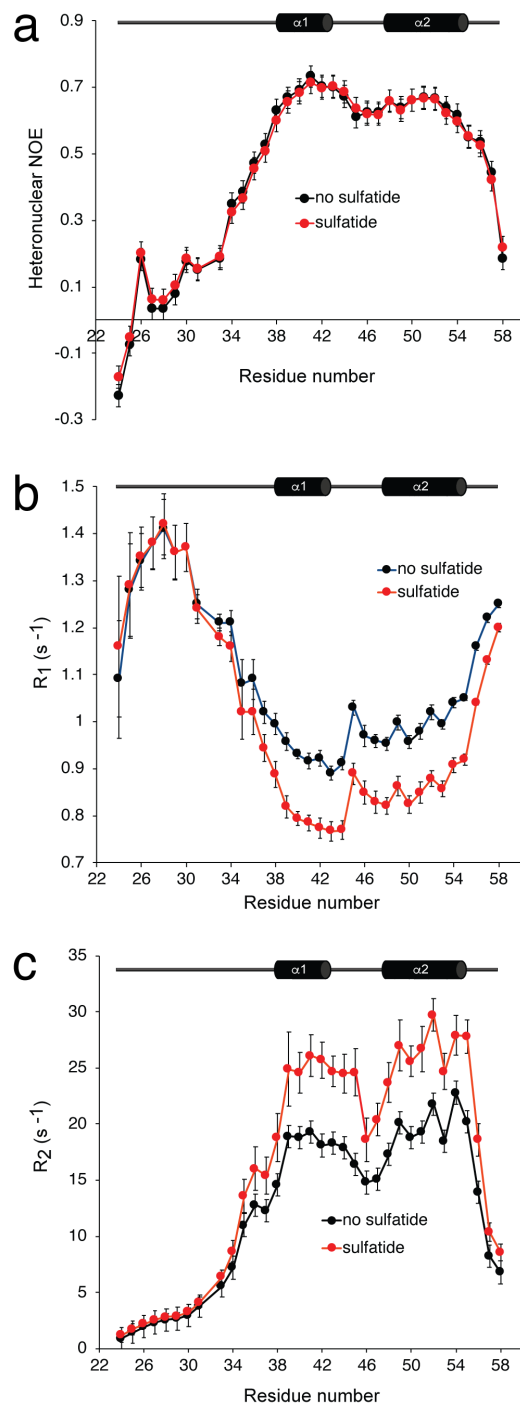 a
α1 α2
0.9
0.7
0.5
0.3
0.1
-0.1
-0.3
Heteronuclear NOE
no sulfatide
sulfatide
22 26 30 34 38 42 46 50 54 58
Residue number
b
α1 α2
1.5
1.4
1.3
1.2
1.1
1
0.9
0.8
0.7
R1 (s-1)
no sulfatide
sulfatide
22 26 30 34 38 42 46 50 54 58
Residue number
c
α1 α2
35
30
25
20
15
10
5
0
R2 (s-1)
no sulfatide
sulfatide
22 26 30 34 38 42 46 50 54 58
Residue number